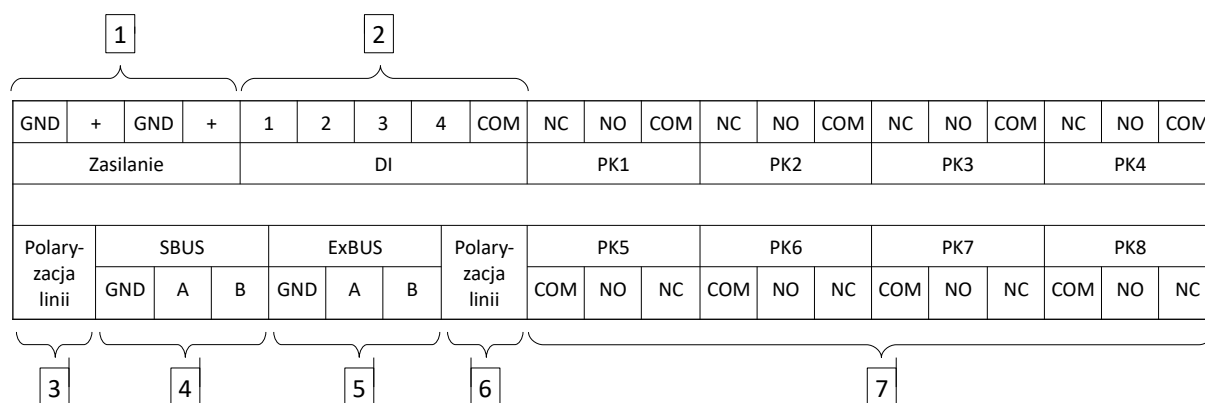 1 2
GND + GND + 1 2 3 4 COM NC NO COM NC NO COM NC NO COM NC NO COM
Zasilanie DI PK1 PK2 PK3 PK4
Polary-
zacja
linii
SBUS ExBUS
Polary-
zacja
linii
PK5 PK6 PK7 PK8
GND A B GND A B COM NO NC COM NO NC COM NO NC COM NO NC
3 4 5 6 7